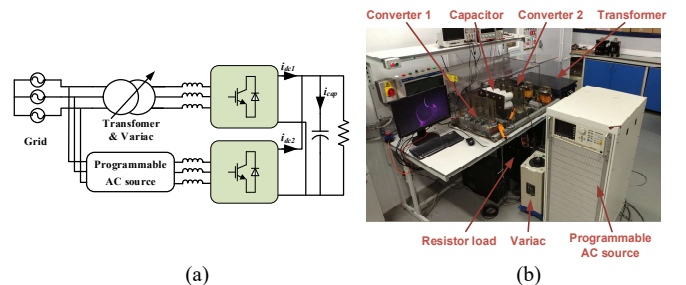 i_dc1
i_cap
Transfomer
& Variac
Grid
i_dc2
Programmable
AC source
(a)
Converter 1 Capacitor Converter 2 Transformer
Resistor load Variac Programmable
AC source
(b)